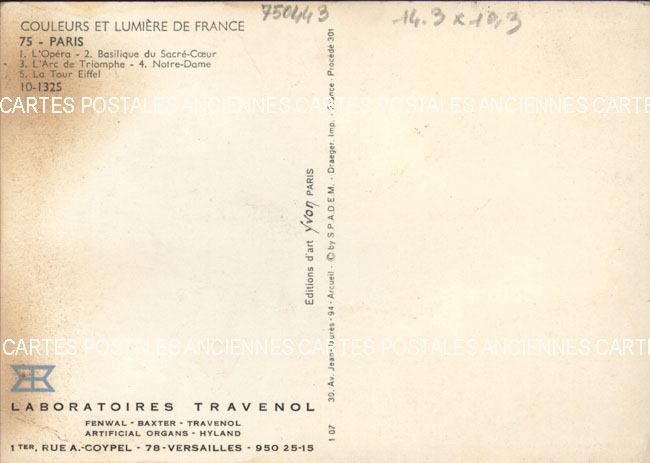 750443
14.3 x 10,3
COULEURS ET LUMIÈRE DE FRANCE
75 - PARIS
1. L'Opéra - 2. Basilique du Sacré-Cœur
3. L'Arc de Triomphe - 4. Notre-Dame
5. La Tour Eiffel
10-1325
CARTES POSTALES ANCIENNES CARTES POSTALES ANCIENNES CARTE
Editions d'art yvon PARIS
30, Av. Jean-Jaurès - 94 - Arcueil - © by S.P.A.D.E.M. - Draeger, Imp. - France - Procédé 301
1 07
CARTES POSTALES ANCIENNES CARTES POSTALES ANCIENNES CARTE
LABORATOIRES TRAVENOL
FENWAL - BAXTER - TRAVENOL
ARTIFICIAL ORGANS - HYLAND
1 TER, RUE A.-COYPEL - 78-VERSAILLES - 950 25-15